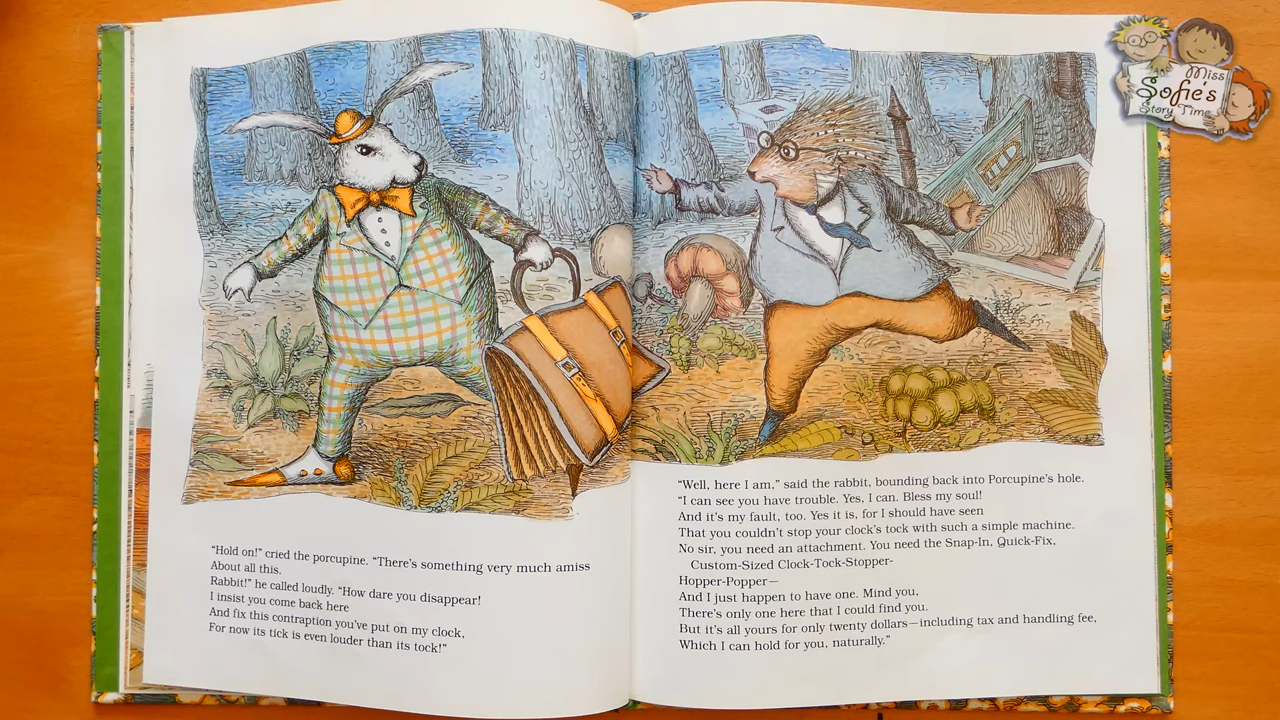 "Hold on!" cried the porcupine. "There's something very much amiss
About all this.
Rabbit!" he called loudly. "How dare you disappear!
I insist you come back here
And fix this contraption you've put on my clock,
For now its tick is even louder than its tock!"
"Well, here I am," said the rabbit, bounding back into Porcupine's hole.
"I can see you have trouble. Yes, I can. Bless my soul!
And it's my fault, too. Yes it is, for I should have seen
That you couldn't stop your clock's tock with such a simple machine.
No sir, you need an attachment. You need the Snap-In, Quick-Fix,
Custom-Sized Clock-Tock-Stopper-
Hopper-Popper—
And I just happen to have one. Mind you,
There's only one here that I could find you.
But it's all yours for only twenty dollars—including tax and handling fee,
Which I can hold for you, naturally."
Miss
Sofie's
Story Time